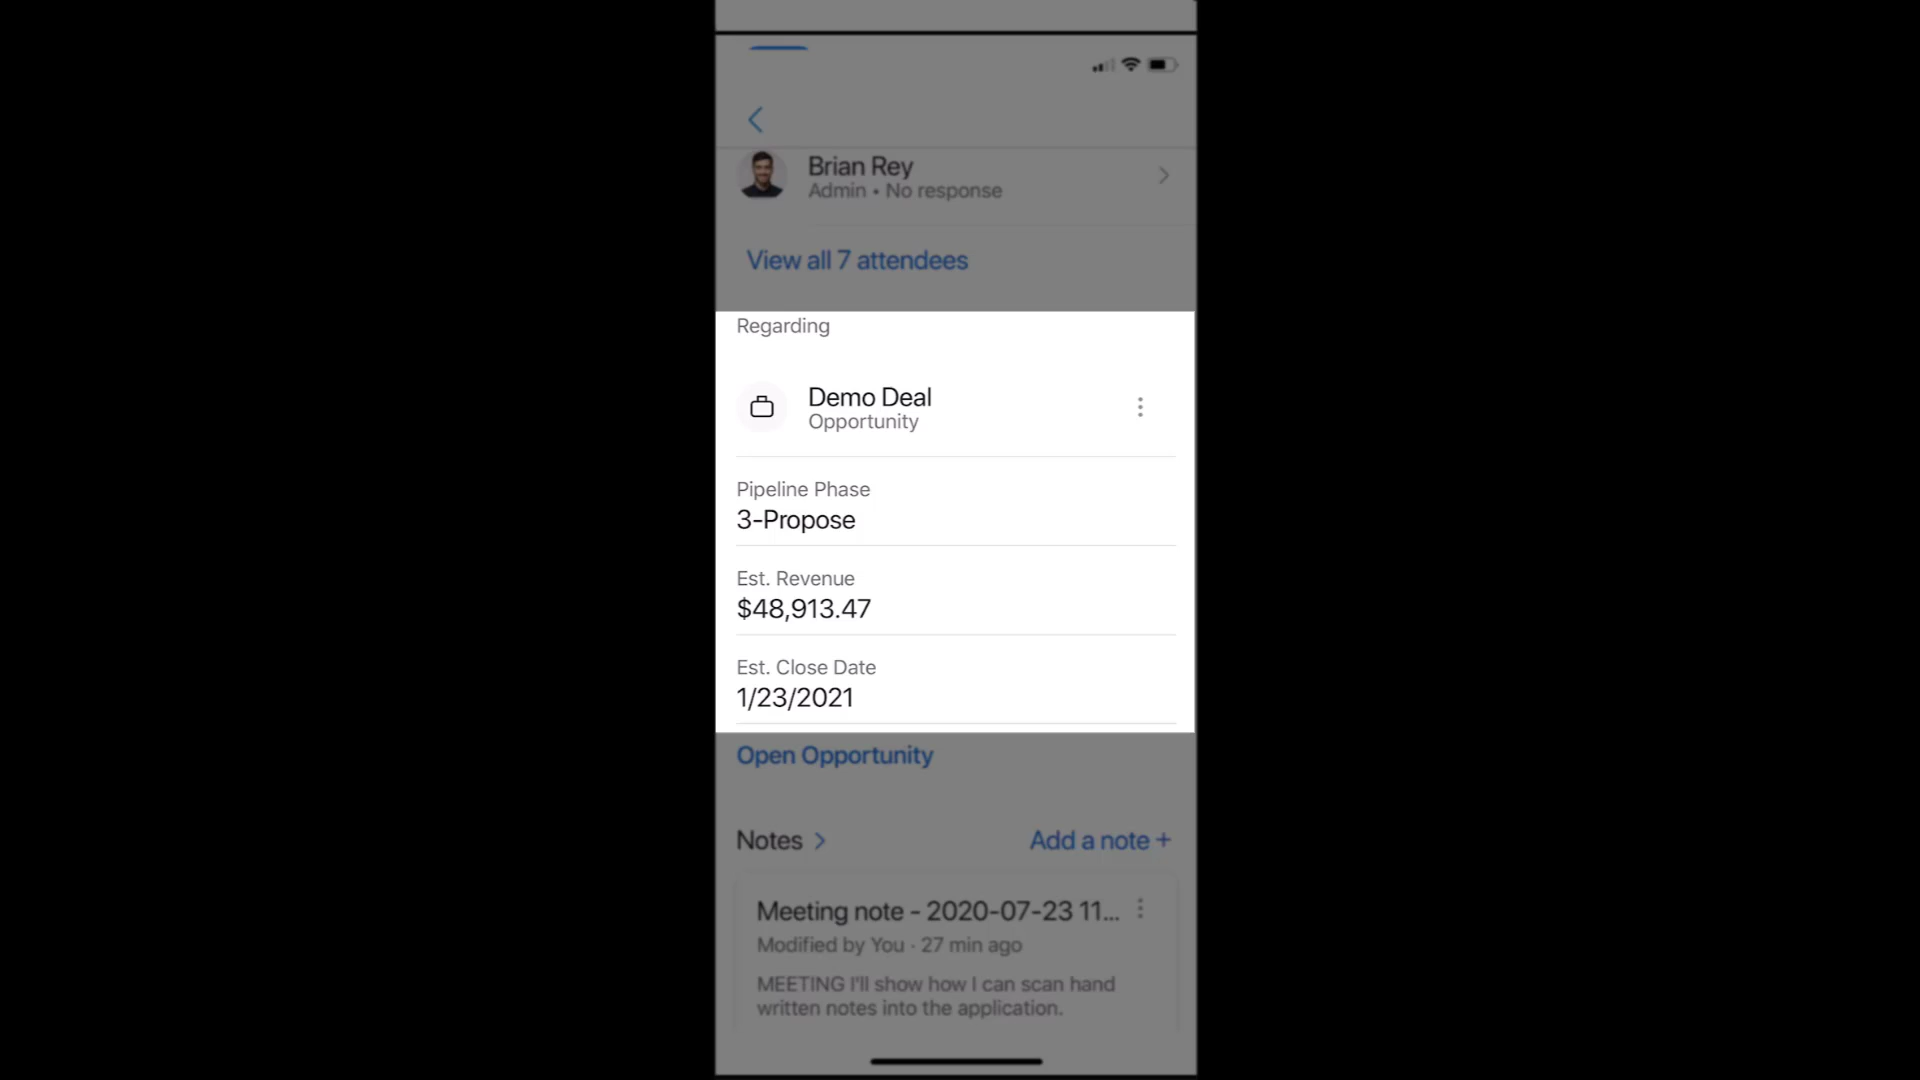 Brian Rey
Admin • No response
View all 7 attendees
Regarding
Demo Deal
Opportunity
Pipeline Phase
3-Propose
Est. Revenue
$48,913.47
Est. Close Date
1/23/2021
Open Opportunity
Notes
Add a note +
Meeting note - 2020-07-23 11...
Modified by You · 27 min ago
MEETING I'll show how I can scan hand
written notes into the application.